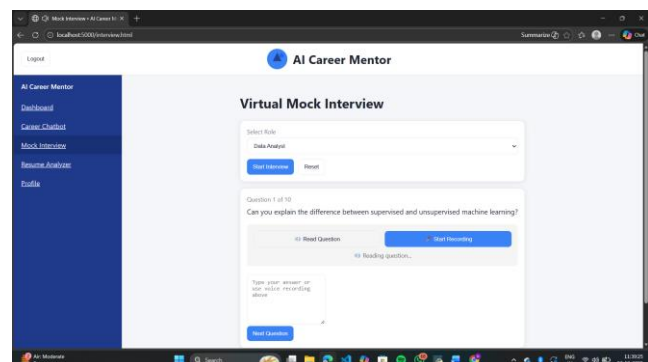 Mock Interview • AI Career M
localhost:5000/interview.html
Summarize
Chat
Logout
AI Career Mentor
AI Career Mentor
Dashboard
Career Chatbot
Mock Interview
Resume Analyzer
Profile
Virtual Mock Interview
Select Role
Data Analyst
Start Interview
Reset
Question 1 of 10
Can you explain the difference between supervised and unsupervised machine learning?
Read Question
Start Recording
Reading question...
Type your answer or
use voice recording
above
Next Question
Air: Moderate
Search
ENG